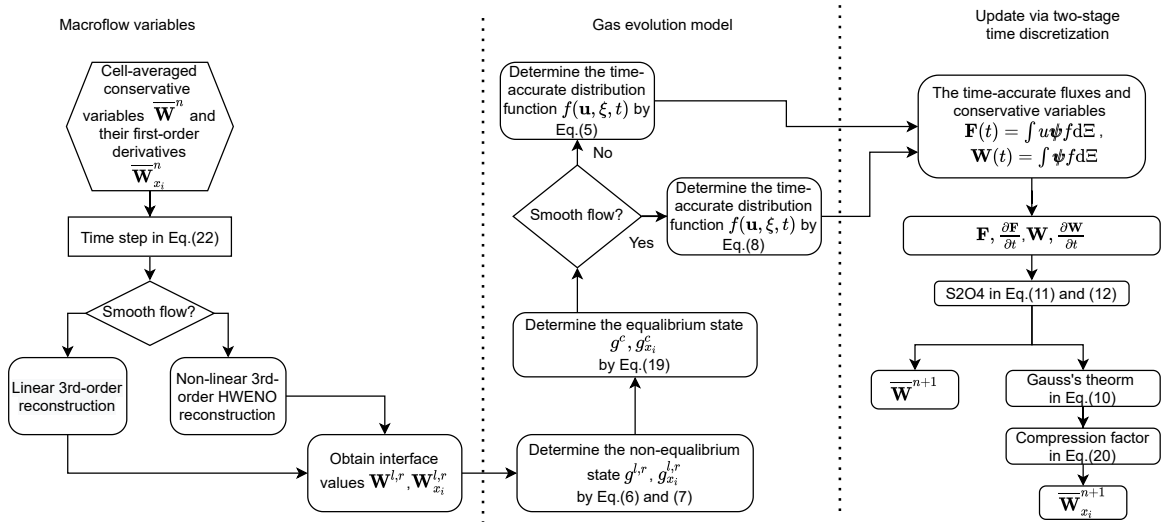 Macroflow variables
Cell-averaged
conservative
variables $\overline{\mathbf{W}}^{n}$ and
their first-order
derivatives
$\overline{\mathbf{W}}^{n}_{x_i}$
Time step in Eq.(22)
Smooth flow?
Linear 3rd-order
reconstruction
Non-linear 3rd-
order HWENO
reconstruction
Obtain interface
values $\mathbf{W}^{l,r}, \mathbf{W}^{l,r}_{x_i}$
Gas evolution model
Determine the time-
accurate distribution
function $f(\mathbf{u}, \xi, t)$ by
Eq.(5)
No
Smooth flow?
Yes
Determine the time-
accurate distribution
function $f(\mathbf{u}, \xi, t)$ by
Eq.(8)
Determine the equalibrium state
$g^{c}, g^{c}_{x_i}$
by Eq.(19)
Determine the non-equilibrium
state $g^{l,r}, g^{l,r}_{x_i}$
by Eq.(6) and (7)
Update via two-stage
time discretization
The time-accurate fluxes and
conservative variables
$\mathbf{F}(t) = \int u \boldsymbol{\psi} f \mathrm{d}\Xi$ ,
$\mathbf{W}(t) = \int \boldsymbol{\psi} f \mathrm{d}\Xi$
$\mathbf{F}, \frac{\partial \mathbf{F}}{\partial t}, \mathbf{W}, \frac{\partial \mathbf{W}}{\partial t}$
S2O4 in Eq.(11) and (12)
$\overline{\mathbf{W}}^{n+1}$
Gauss's theorm
in Eq.(10)
Compression factor
in Eq.(20)
$\overline{\mathbf{W}}^{n+1}_{x_i}$